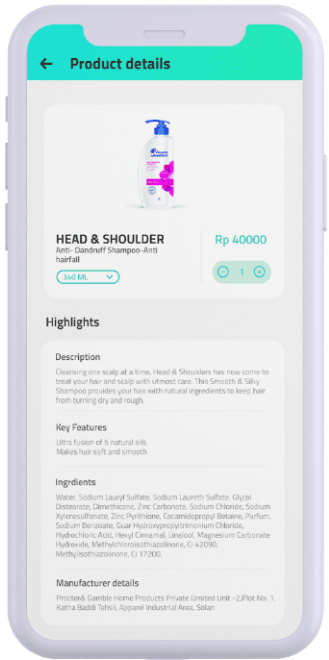 Product details
HEAD & SHOULDER
Anti- Dandruff Shampoo-Anti
hairfall
Rp 40000
340 ML
1
Highlights
Description
Cleansing one scalp at a time, Head & Shoulders has now come to
treat your hair and scalp with utmost care. This Smooth & Silky
Shampoo provides your hair with natural ingredients to keep hair
from turning dry and rough.
Key Features
Ultra fusion of 5 natural oils
Makes hair soft and smooth
Ingrdients
Water, Sodium Lauryl Sulfate, Sodium Laureth Sulfate, Glycol
Distearate, Dimethicone, Zinc Carbonate, Sodium Chloride, Sodium
Xylenesulfonate, Zinc Pyrithione, Cocamidopropyl Betaine, Parfum,
Sodium Benzoate, Guar Hydroxypropyltrimonium Chloride,
Hydrochloric Acid, Hexyl Cinnamal, Linalool, Magnesium Carbonate
Hydroxide, Methylchloroisothiazolinone, Ci 42090,
Methylisothiazolinone, Ci 17200.
Manufacturer details
Procter& Gamble Home Products Private Limited Unit -2,Plot No. 1,
Katha Baddi Tehsil, Apparel Industrial Area, Solan